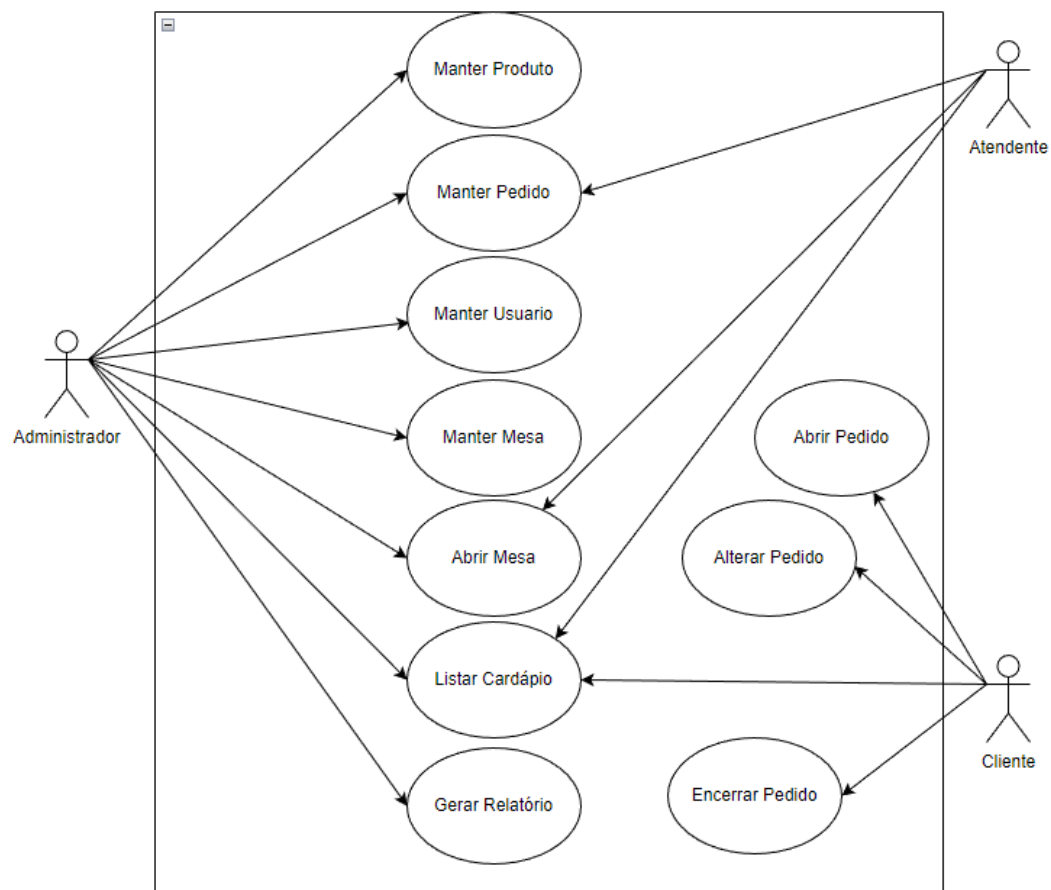 Manter Produto
Atendente
Manter Pedido
Manter Usuario
Administrador
Manter Mesa
Abrir Pedido
Abrir Mesa
Alterar Pedido
Listar Cardápio
Cliente
Gerar Relatório
Encerrar Pedido